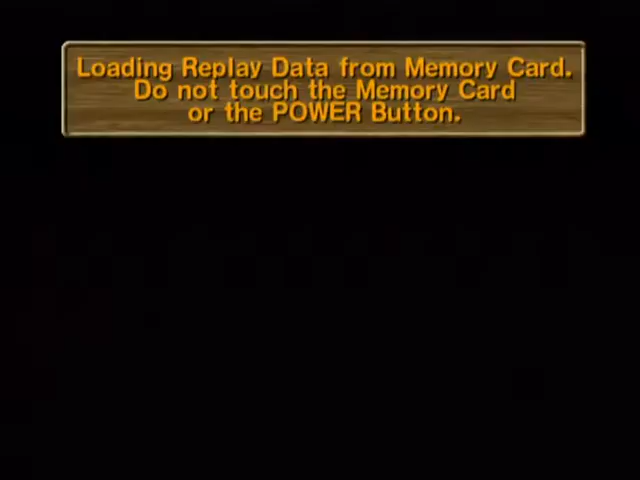 Loading Replay Data from Memory Card.
Do not touch the Memory Card
or the POWER Button.